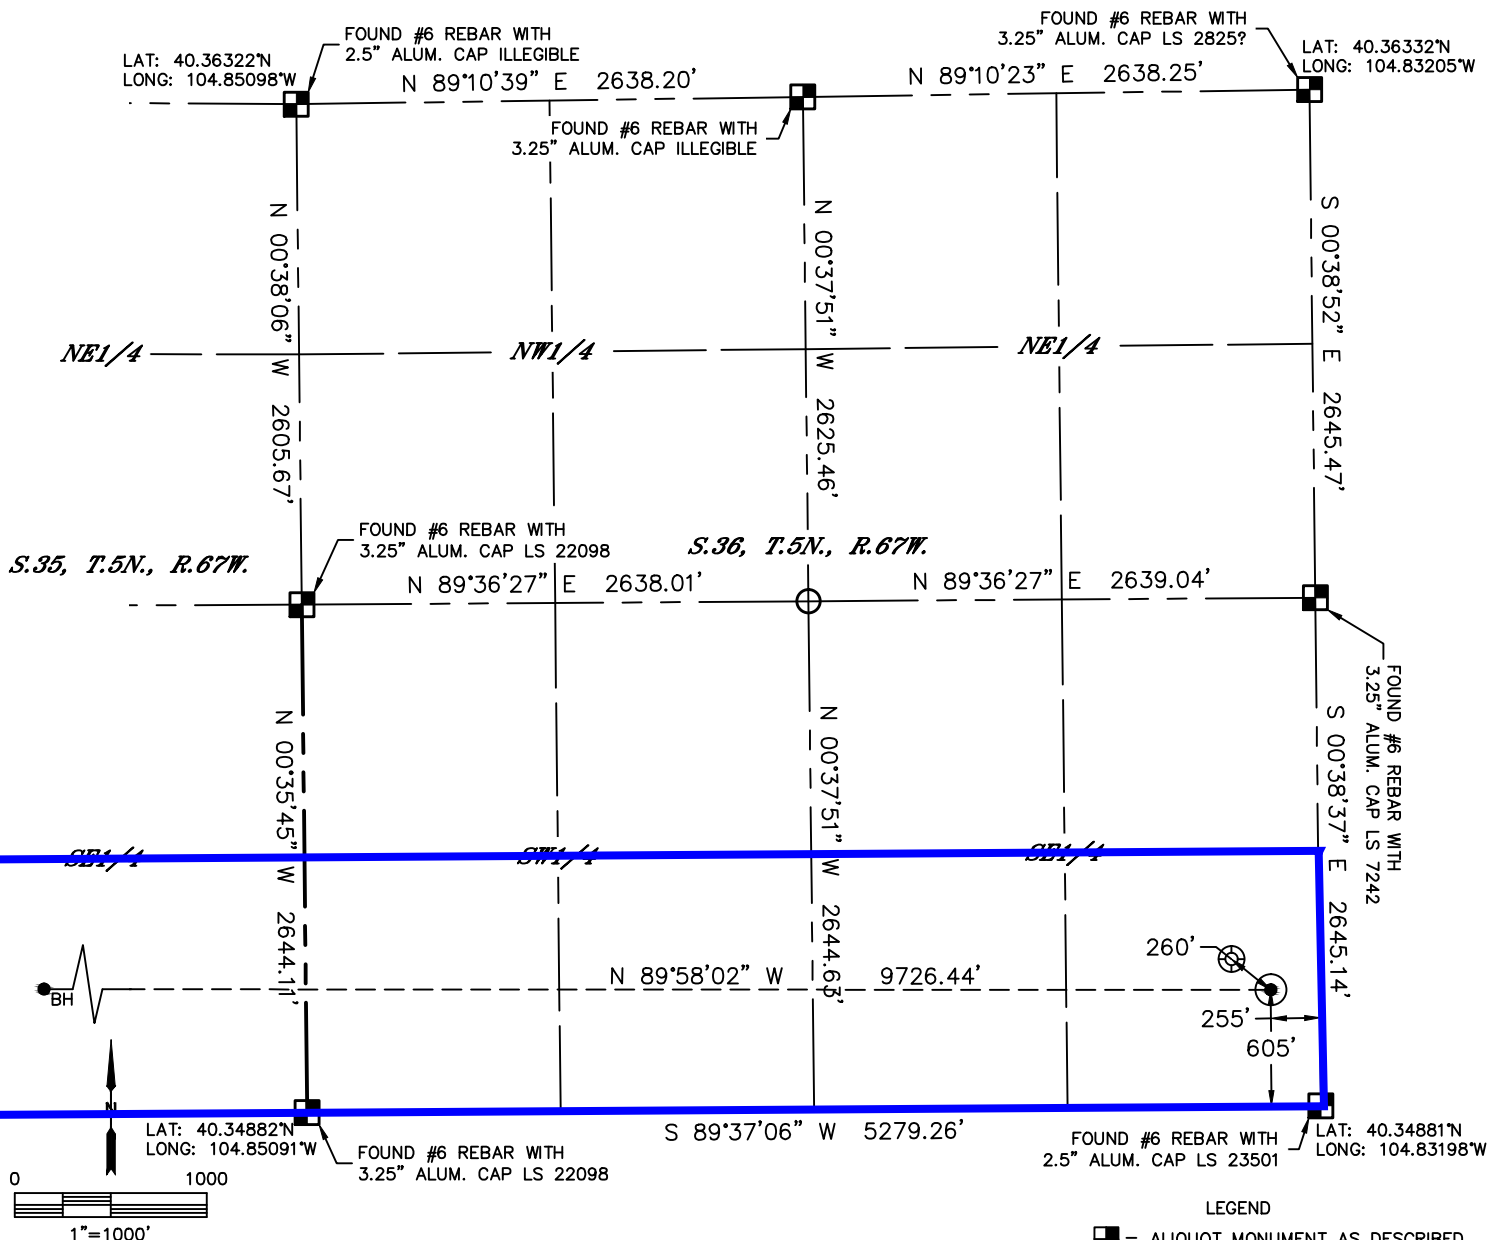 FOUND #6 REBAR WITH
2.5" ALUM. CAP ILLEGIBLE
FOUND #6 REBAR WITH
3.25" ALUM. CAP LS 2825?
LAT: 40.36322°N
LONG: 104.85098°W
LAT: 40.36332°N
LONG: 104.83205°W
N 89°10'39" E 2638.20'
N 89°10'23" E 2638.25'
FOUND #6 REBAR WITH
3.25" ALUM. CAP ILLEGIBLE
N 00°38'06" W 2605.67'
N 00°37'51" W 2625.46'
S 00°38'52" E 2645.47'
NE1/4
NW1/4
NE1/4
FOUND #6 REBAR WITH
3.25" ALUM. CAP LS 22098
S.35, T.5N., R.67W.
S.36, T.5N., R.67W.
N 89°36'27" E 2638.01'
N 89°36'27" E 2639.04'
FOUND #6 REBAR WITH
3.25" ALUM. CAP LS 7242
N 00°35'45" W 2644.11'
N 00°37'51" W 2644.63'
S 00°38'37" E 2645.14'
SE1/4
SW1/4
SE1/4
260'
N 89°58'02" W 9726.44'
BH
255'
605'
N
LAT: 40.34882°N
LONG: 104.85091°W
S 89°37'06" W 5279.26'
LAT: 40.34881°N
LONG: 104.83198°W
FOUND #6 REBAR WITH
3.25" ALUM. CAP LS 22098
FOUND #6 REBAR WITH
2.5" ALUM. CAP LS 23501
0 1000
1"=1000'
LEGEND
= ALIQUOT MONUMENT AS DESCRIBED